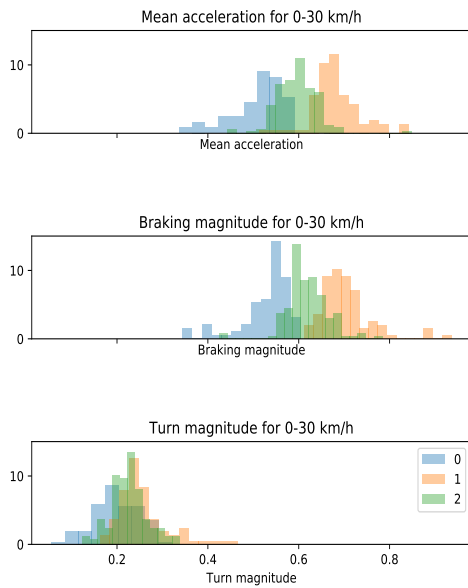 Mean acceleration for 0-30 km/h
10
0
Mean acceleration
Braking magnitude for 0-30 km/h
10
0
Braking magnitude
Turn magnitude for 0-30 km/h
10
0
0
1
2
0.2 0.4 0.6 0.8
Turn magnitude